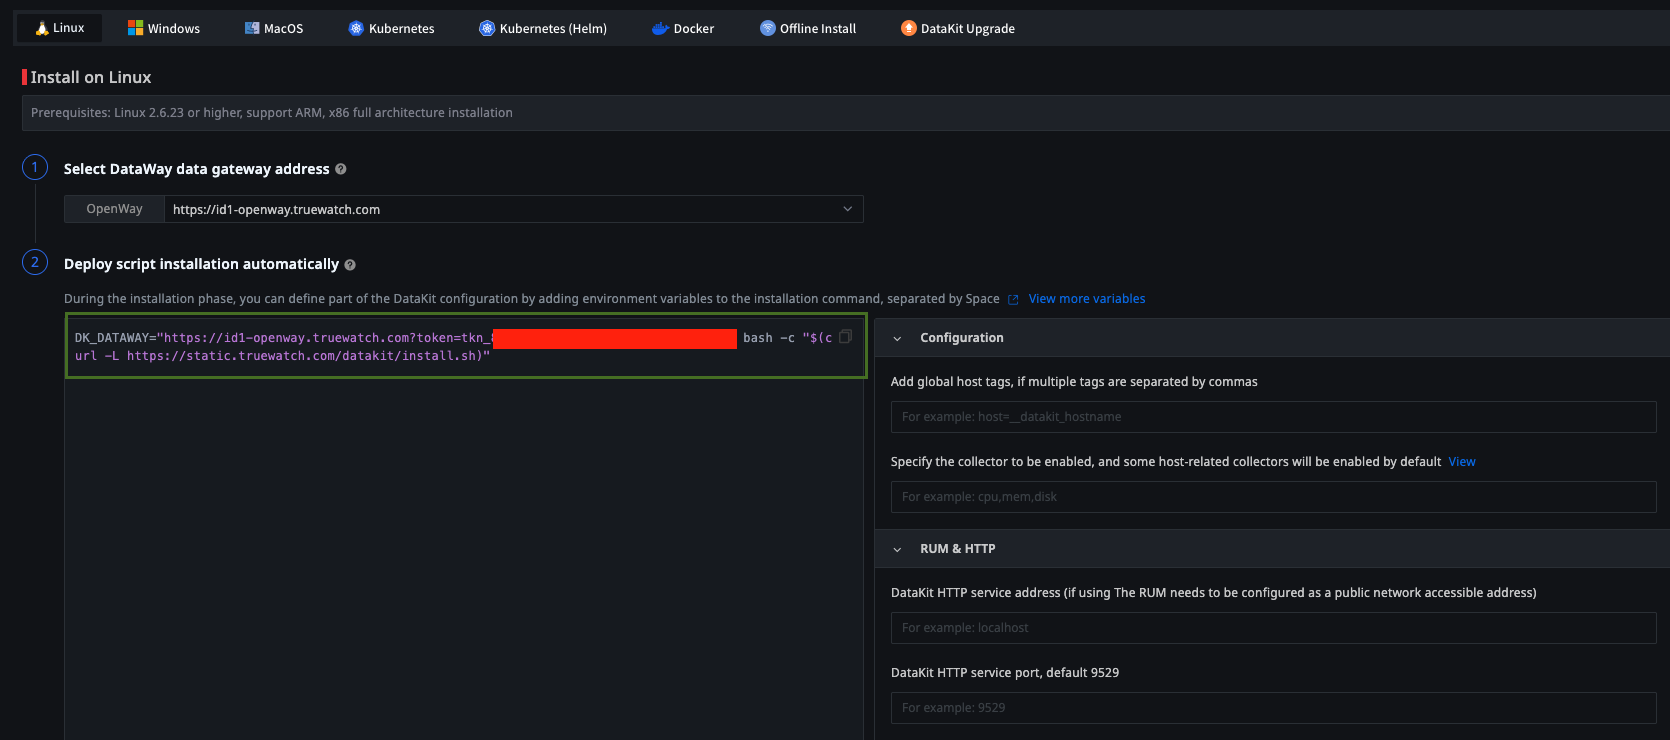 Linux Windows MacOS Kubernetes Kubernetes (Helm) Docker Offline Install DataKit Upgrade
Install on Linux
Prerequisites: Linux 2.6.23 or higher, support ARM, x86 full architecture installation
1 Select DataWay data gateway address
OpenWay https://id1-openway.truewatch.com
2 Deploy script installation automatically
During the installation phase, you can define part of the DataKit configuration by adding environment variables to the installation command, separated by Space View more variables
DK_DATAWAY="https://id1-openway.truewatch.com?token=tkn_ bash -c "$(c
url -L https://static.truewatch.com/datakit/install.sh)"
Configuration
Add global host tags, if multiple tags are separated by commas
For example: host=__datakit_hostname
Specify the collector to be enabled, and some host-related collectors will be enabled by default View
For example: cpu,mem,disk
RUM & HTTP
DataKit HTTP service address (if using The RUM needs to be configured as a public network accessible address)
For example: localhost
DataKit HTTP service port, default 9529
For example: 9529